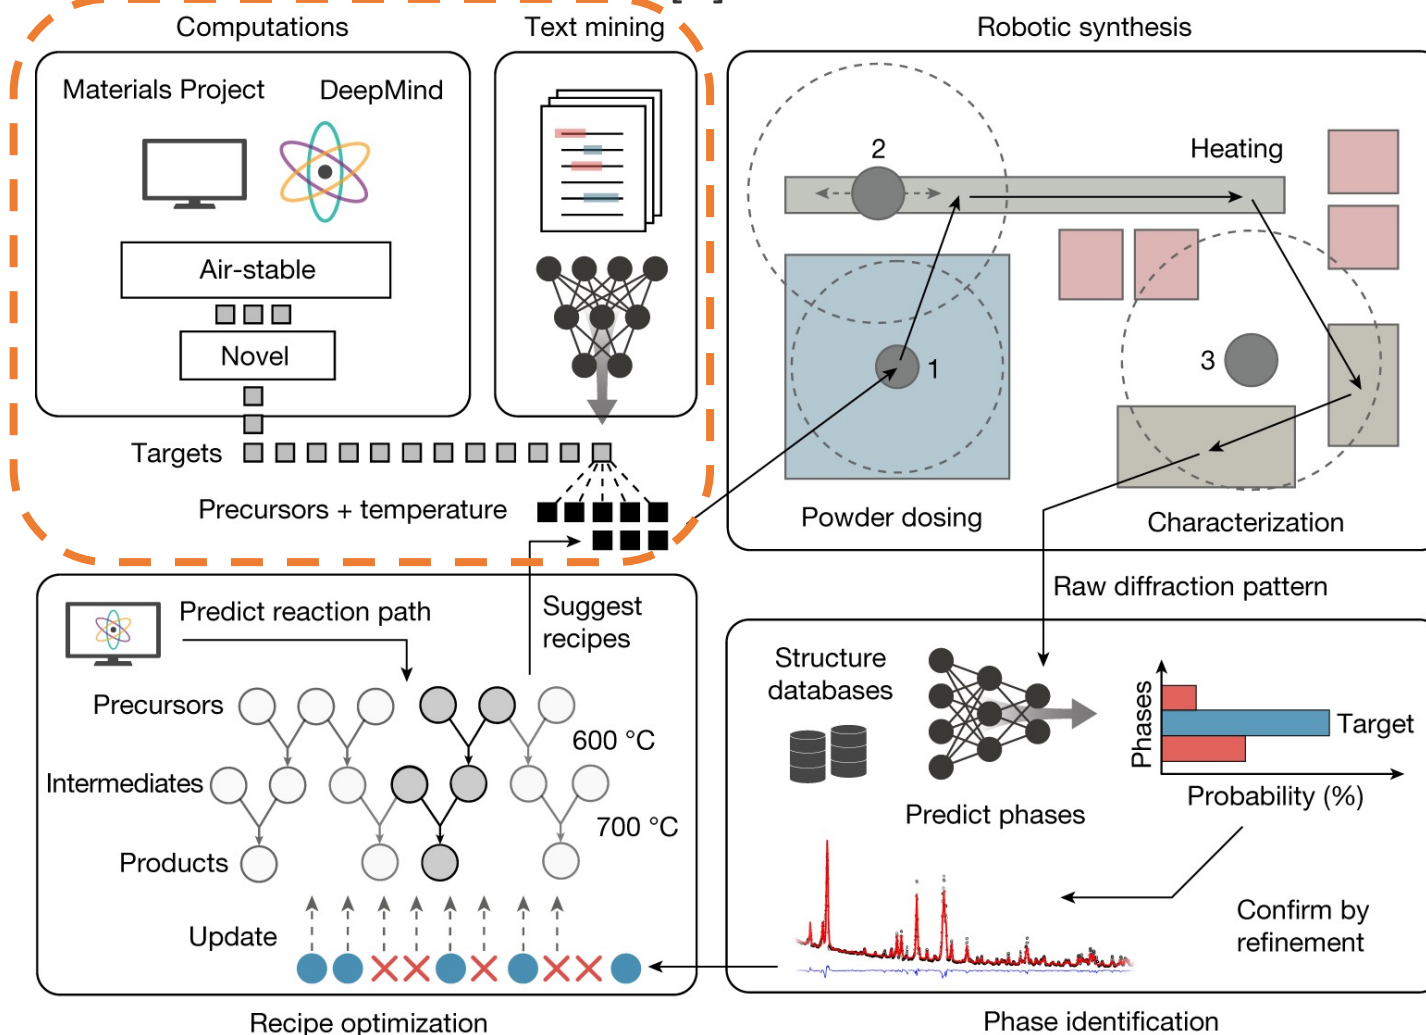 Computations
Text mining
Robotic synthesis
Materials Project
DeepMind
Air-stable
Novel
Targets
Precursors + temperature
2
Heating
1
3
Powder dosing
Characterization
Raw diffraction pattern
Predict reaction path
Suggest
recipes
Precursors
600 °C
Intermediates
700 °C
Products
Update
Recipe optimization
Structure
databases
Predict phases
Phases
Target
Probability (%)
Confirm by
refinement
Phase identification